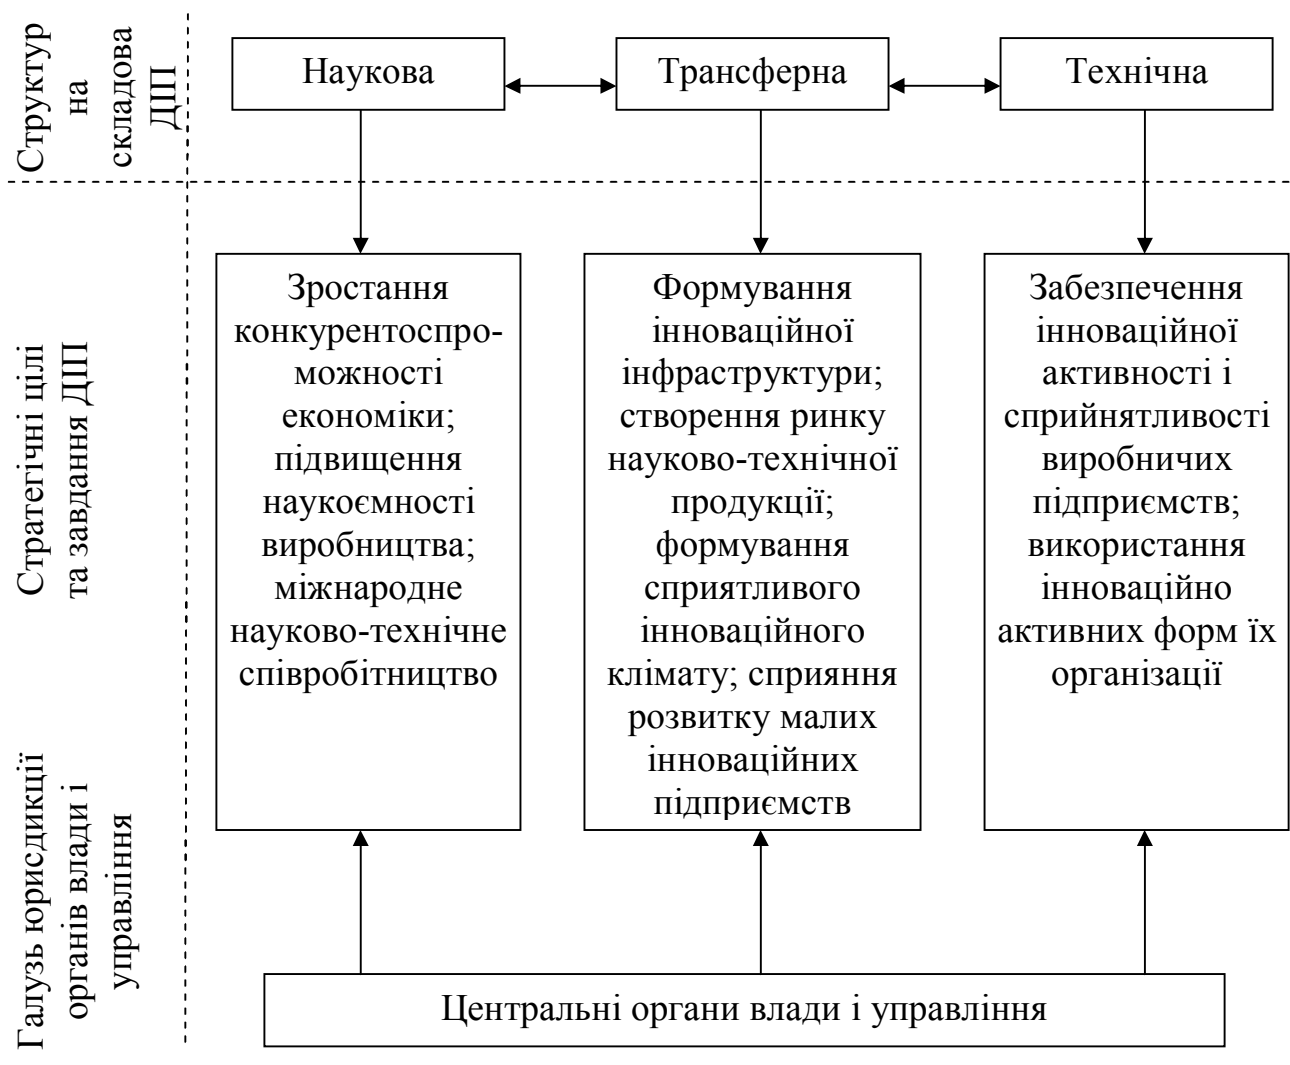 Структур
на
складова
ДІП
Наукова
Трансферна
Технічна
Стратегічні цілі
та завдання ДІП
Зростання
конкурентоспро-
можності
економіки;
підвищення
наукоємності
виробництва;
міжнародне
науково-технічне
співробітництво
Формування
інноваційної
інфраструктури;
створення ринку
науково-технічної
продукції;
формування
сприятливого
інноваційного
клімату; сприяння
розвитку малих
інноваційних
підприємств
Забезпечення
інноваційної
активності і
сприйнятливості
виробничих
підприємств;
використання
інноваційно
активних форм їх
організації
Галузь юрисдикції
органів влади і
управління
Центральні органи влади і управління